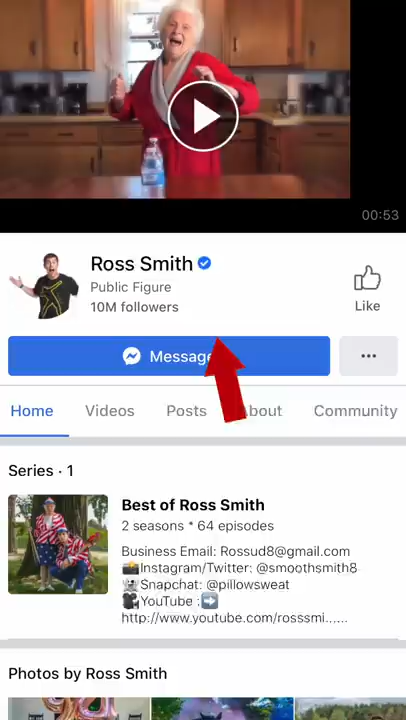 00:53
Ross Smith
Public Figure
10M followers
Like
Message
Home Videos Posts About Community
Series · 1
Best of Ross Smith
2 seasons * 64 episodes
Business Email: Rossud8@gmail.com
📸Instagram/Twitter: @smoothsmith8
👻Snapchat: @pillowsweat
🎥YouTube :➡️
http://www.youtube.com/rosssmi......
Photos by Ross Smith